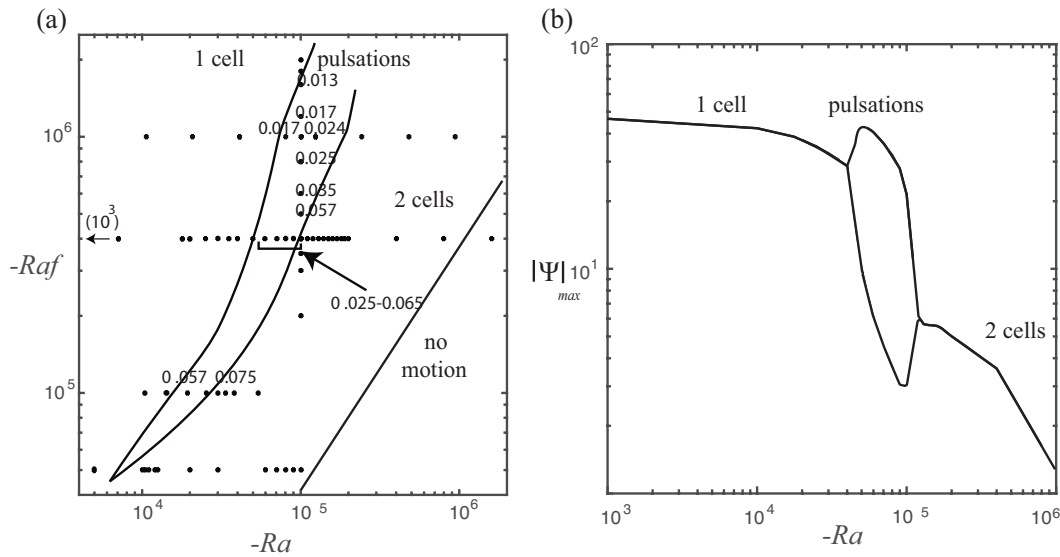 (a)
1 cell
pulsations
0.013
0.017
0.017 0.024
0.025
0.035
0.057
2 cells
(10³)
0 .025-0.065
no
motion
0 .057 0.075
10⁶
10⁵
-Raf
10⁴
10⁵
10⁶
-Ra
(b)
10²
1 cell
pulsations
10¹
|Ψ|max
2 cells
10³
10⁴
10⁵
10⁶
-Ra